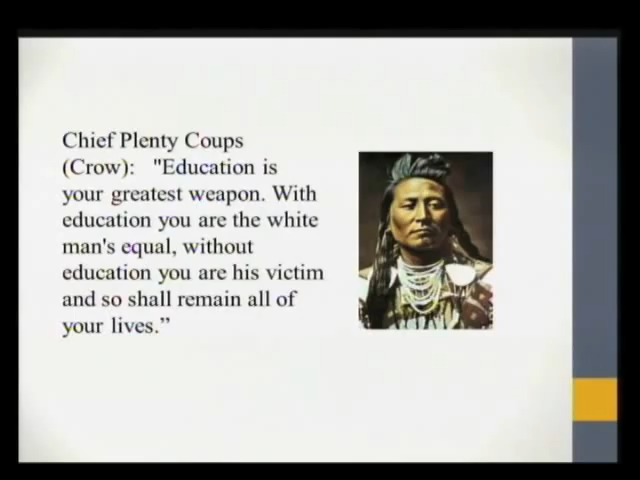 Chief Plenty Coups
(Crow): "Education is
your greatest weapon. With
education you are the white
man's equal, without
education you are his victim
and so shall remain all of
your lives.”